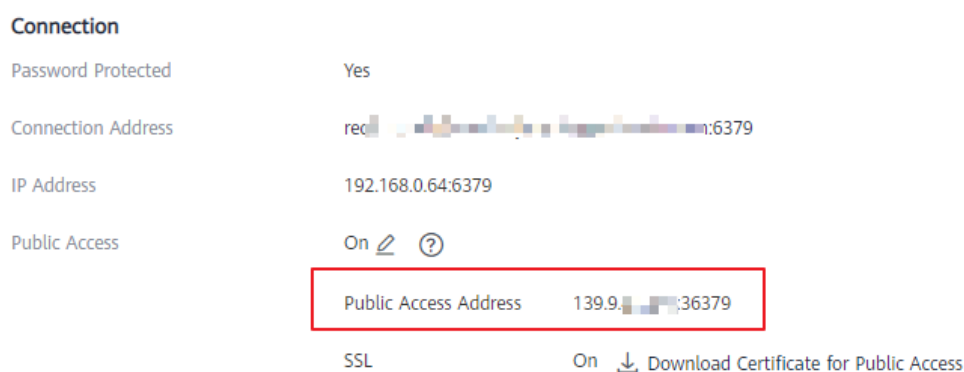 Connection
Password Protected Yes
Connection Address :6379
IP Address 192.168.0.64:6379
Public Access On
Public Access Address 139.9. :36379
SSL On Download Certificate for Public Access